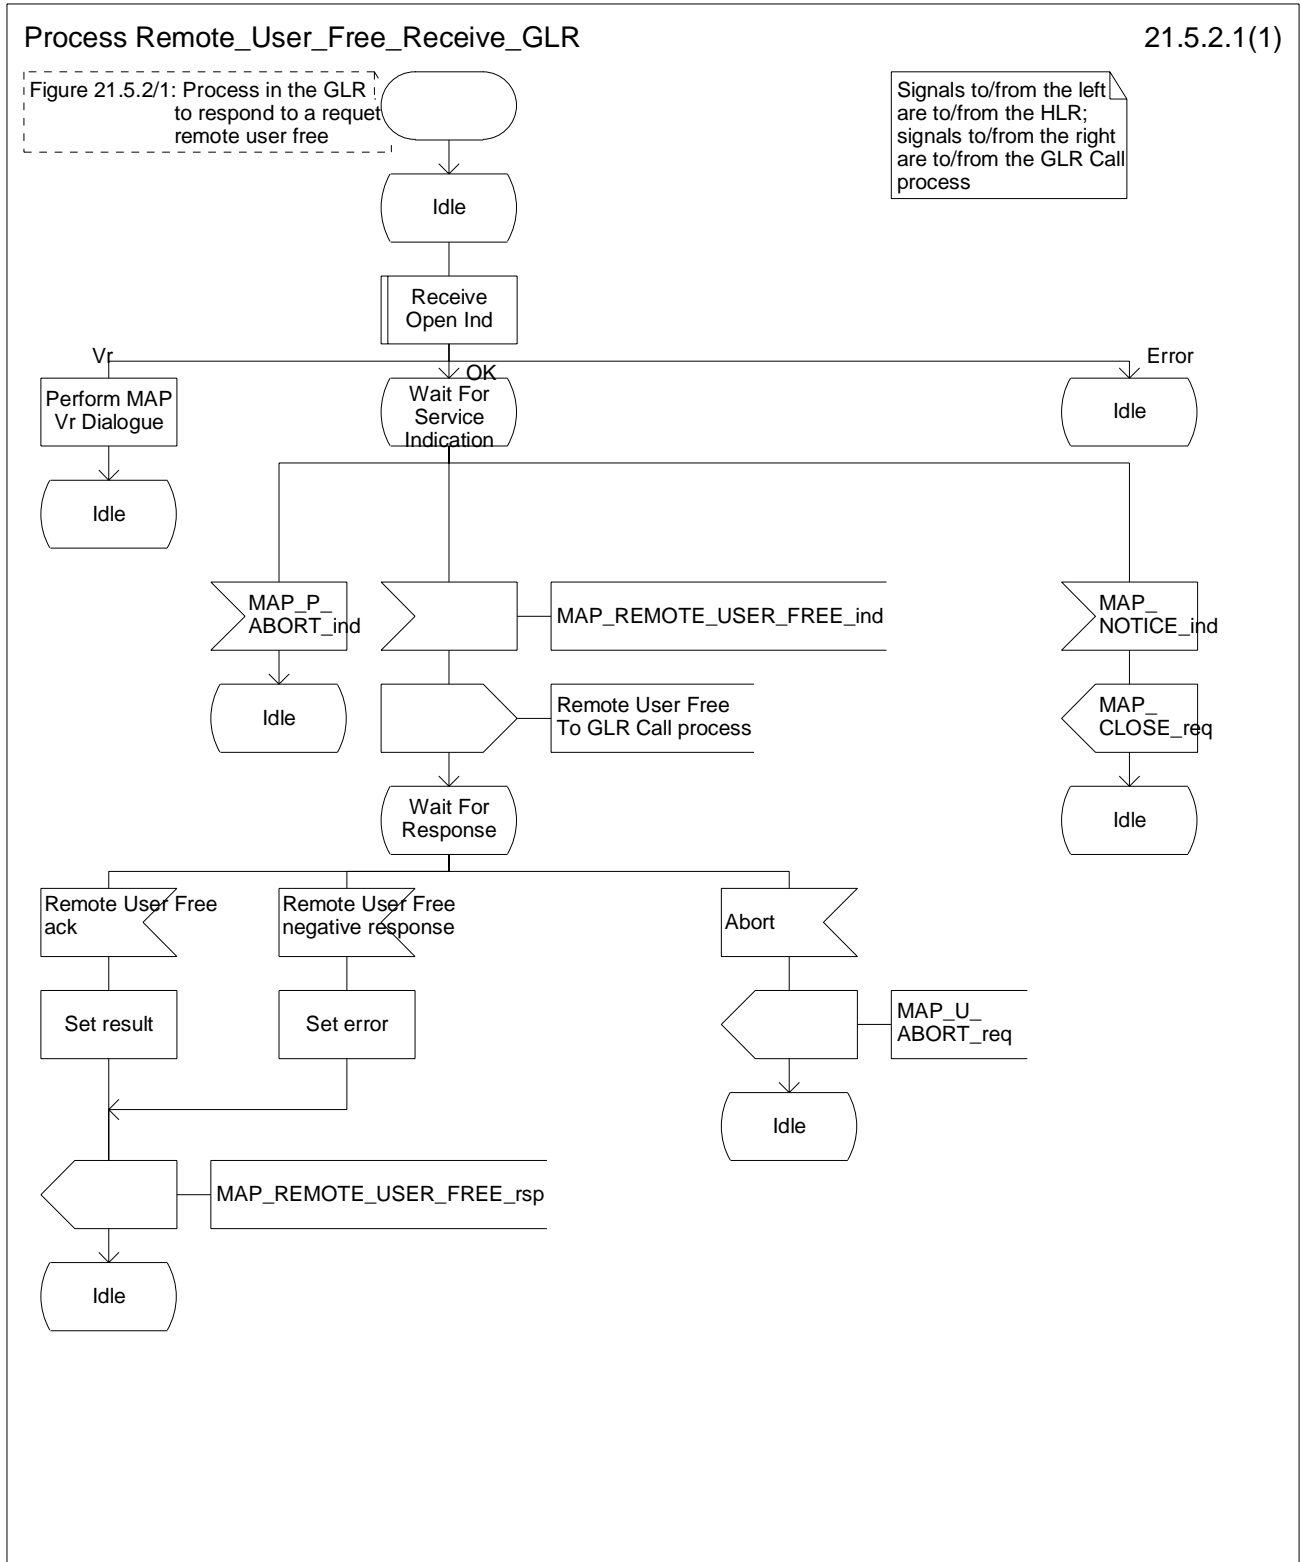 Process Remote_User_Free_Receive_GLR
21.5.2.1(1)
Figure 21.5.2/1: Process in the GLR
to respond to a requet
remote user free
Signals to/from the left
are to/from the HLR;
signals to/from the right
are to/from the GLR Call
process
Idle
Receive
Open Ind
Vr
OK
Error
Perform MAP
Vr Dialogue
Wait For
Service
Indication
Idle
Idle
MAP_P_
ABORT_ind
MAP_REMOTE_USER_FREE_ind
MAP_
NOTICE_ind
Idle
Remote User Free
To GLR Call process
MAP_
CLOSE_req
Wait For
Response
Idle
Remote User Free
ack
Remote User Free
negative response
Abort
Set result
Set error
MAP_U_
ABORT_req
Idle
MAP_REMOTE_USER_FREE_rsp
Idle